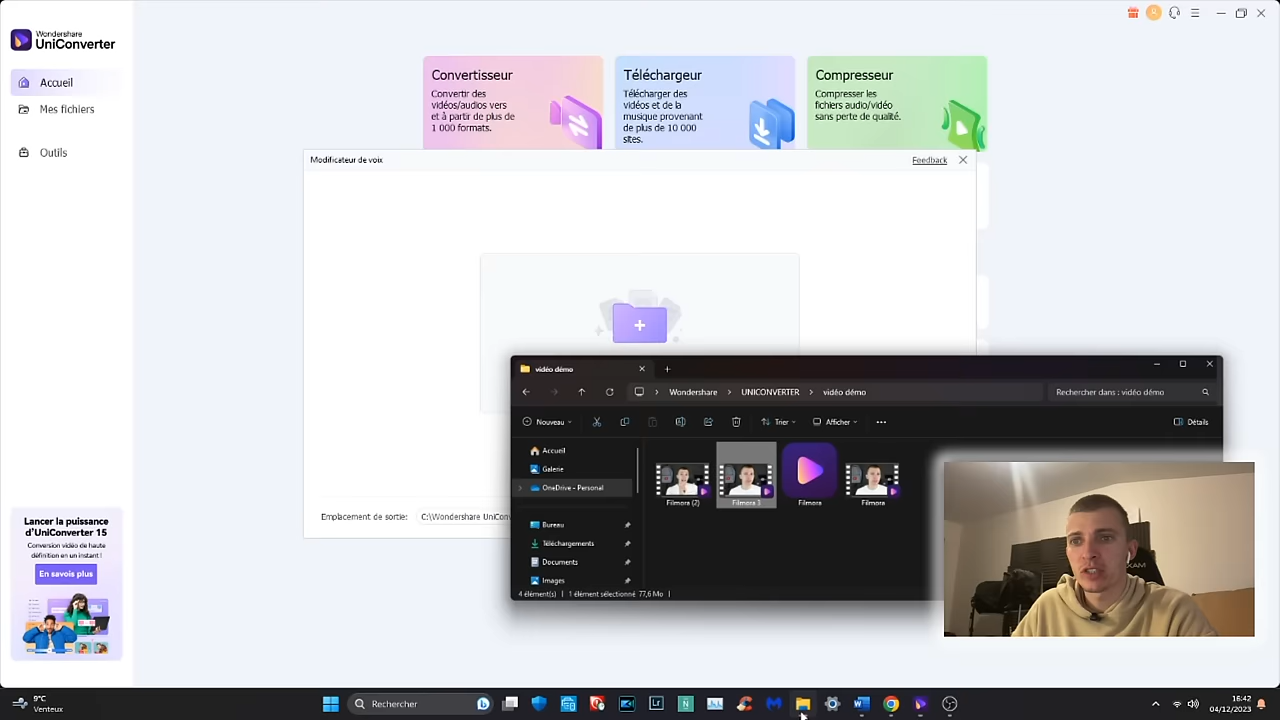 Wondershare
UniConverter
Accueil
Mes fichiers
Outils
Convertisseur
Convertir des
vidéos/audios vers
et à partir de plus de
1 000 formats.
Téléchargeur
Télécharger des
vidéos et de la
musique provenant
de plus de 10 000
sites.
Compresseur
Compresser les
fichiers audio/vidéo
sans perte de qualité.
Modificateur de voix
Feedback
Emplacement de sortie:
C:\Wondershare UniConv
vidéo démo
Wondershare
UNICONVERTER
vidéo démo
Rechercher dans : vidéo démo
Nouveau
Trier
Afficher
Détails
Accueil
Galerie
OneDrive - Personal
Bureau
Téléchargements
Documents
Images
Filmora (2)
Filmora 3
Filmora
Filmora
4 élément(s)
1 élément sélectionné 77,6 Mo
Lancer la puissance
d'UniConverter 15
Conversion vidéo de haute
définition en un instant !
En savoir plus
9°C
Venteux
Rechercher
16:42
04/12/2023